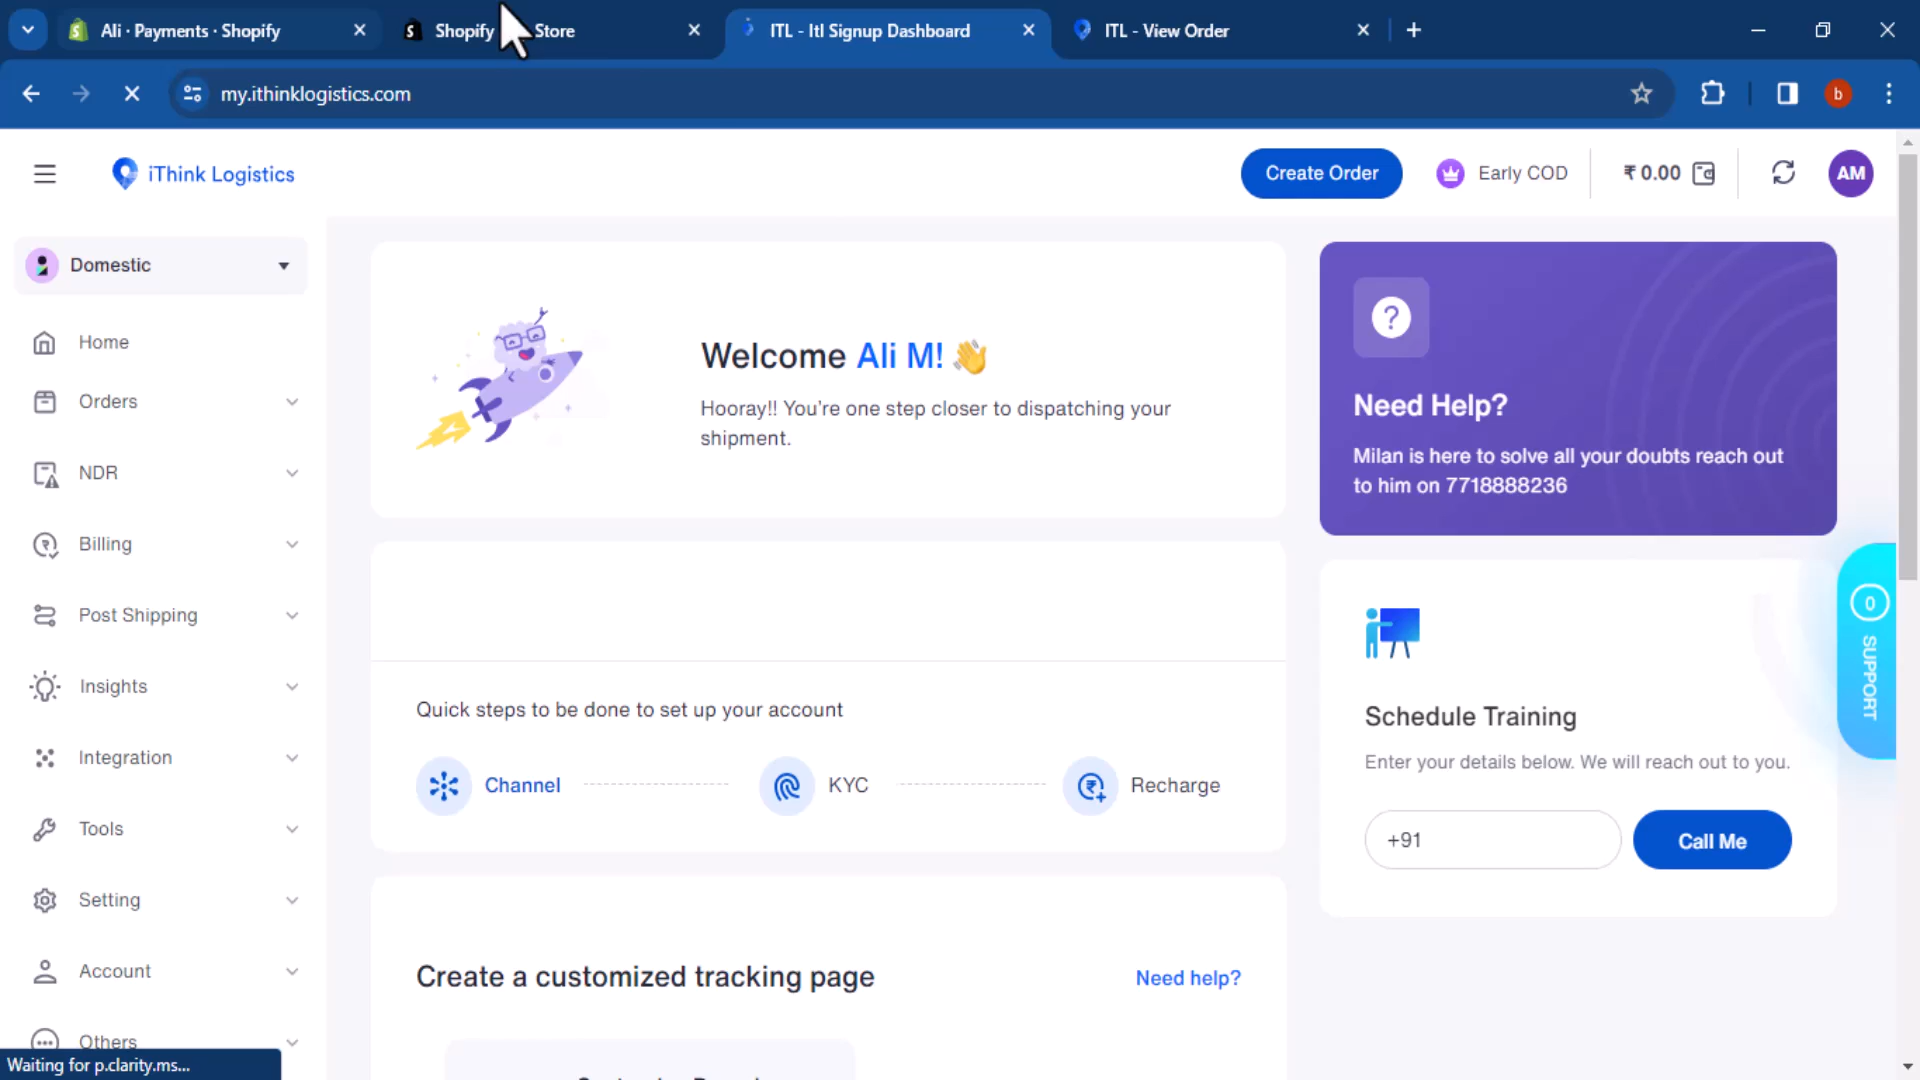 Ali · Payments · Shopify
Shopify Store
ITL - Itl Signup Dashboard
ITL - View Order
my.ithinklogistics.com
b
iThink Logistics
Create Order
Early COD
₹ 0.00
AM
Domestic
Home
Orders
NDR
Billing
Post Shipping
Insights
Integration
Tools
Setting
Account
Others
Welcome Ali M! 👋
Hooray!! You're one step closer to dispatching your
shipment.
Quick steps to be done to set up your account
Channel
KYC
Recharge
Create a customized tracking page
Need help?
Need Help?
Milan is here to solve all your doubts reach out
to him on 7718888236
Schedule Training
Enter your details below. We will reach out to you.
+91
Call Me
0
SUPPORT
Waiting for p.clarity.ms...